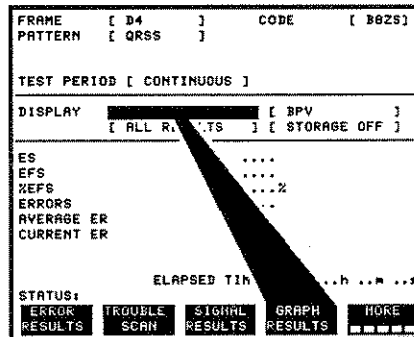 FRAME [ D4 ] CODE [ B8ZS]
PATTERN [ QRSS ]
TEST PERIOD [ CONTINUOUS ]
DISPLAY [ BPV ]
[ ALL ] [ STORAGE OFF ]
ES ....
EFS ....
%EFS ...%
ERRORS ..
AVERAGE ER
CURRENT ER
ELAPSED ..h ..m ..s
STATUS:
ERROR RESULTS TROUBLE SCAN SIGNAL RESULTS GRAPH RESULTS MORE